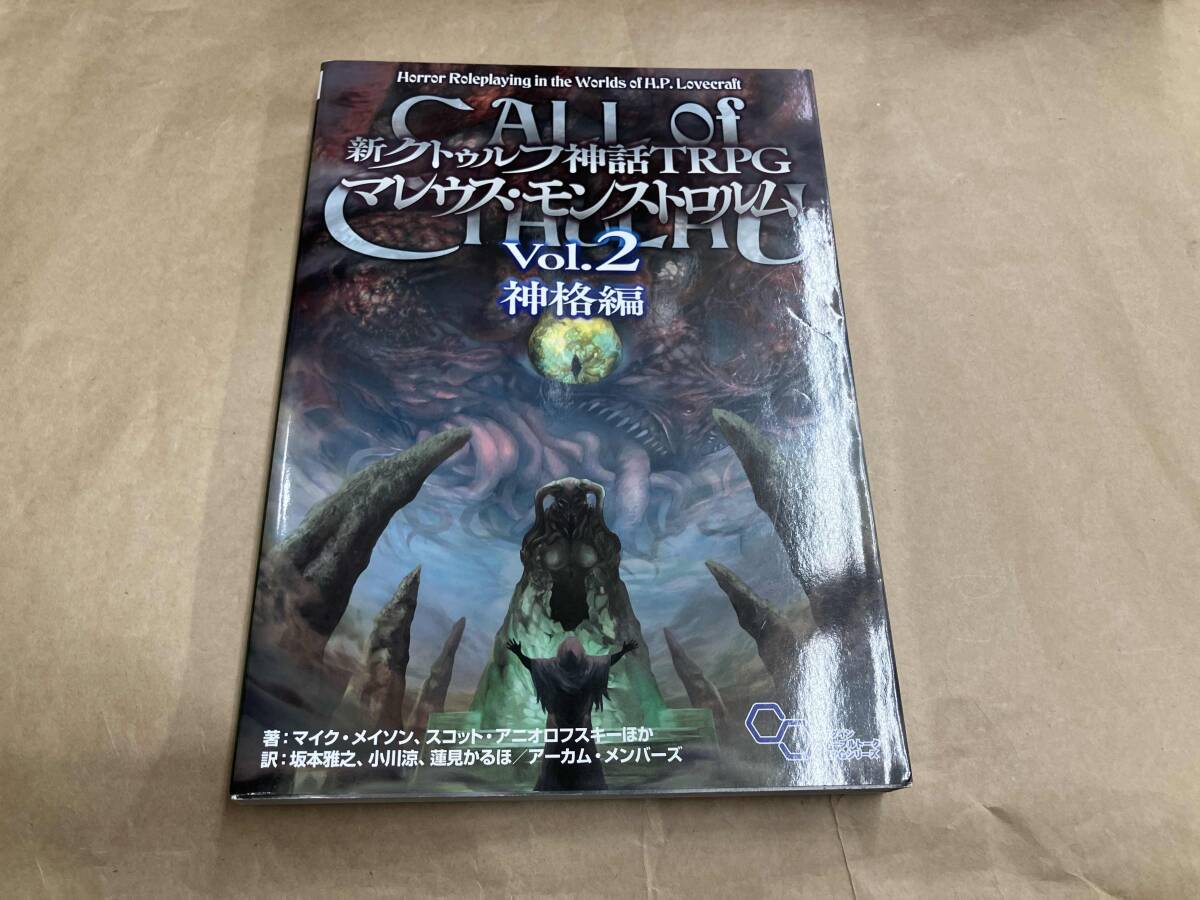 Horror Roleplaying in the Worlds of H.P. Lovecraft
CALL of
新クトゥルフ神話TRPG
マレウス・モンストロルム
CTHULHU
Vol.2
神格編
著：マイク・メイソン、スコット・アニオロフスキーほか
訳：坂本雅之、小川涼、蓮見かるほ／アーカム・メンバーズ